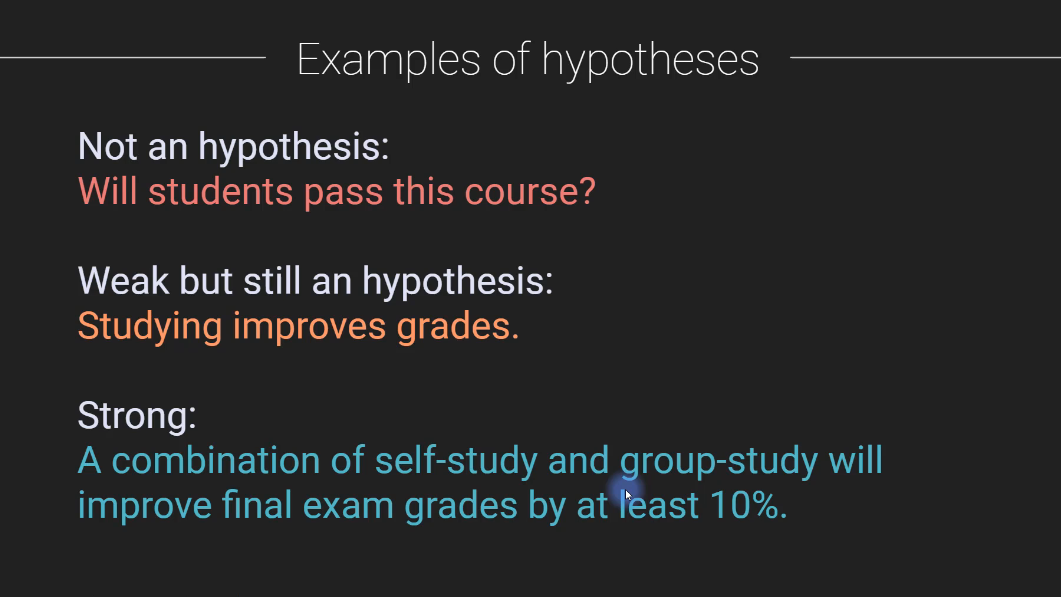 Examples of hypotheses
Not an hypothesis:
Will students pass this course?
Weak but still an hypothesis:
Studying improves grades.
Strong:
A combination of self-study and group-study will
improve final exam grades by at least 10%.